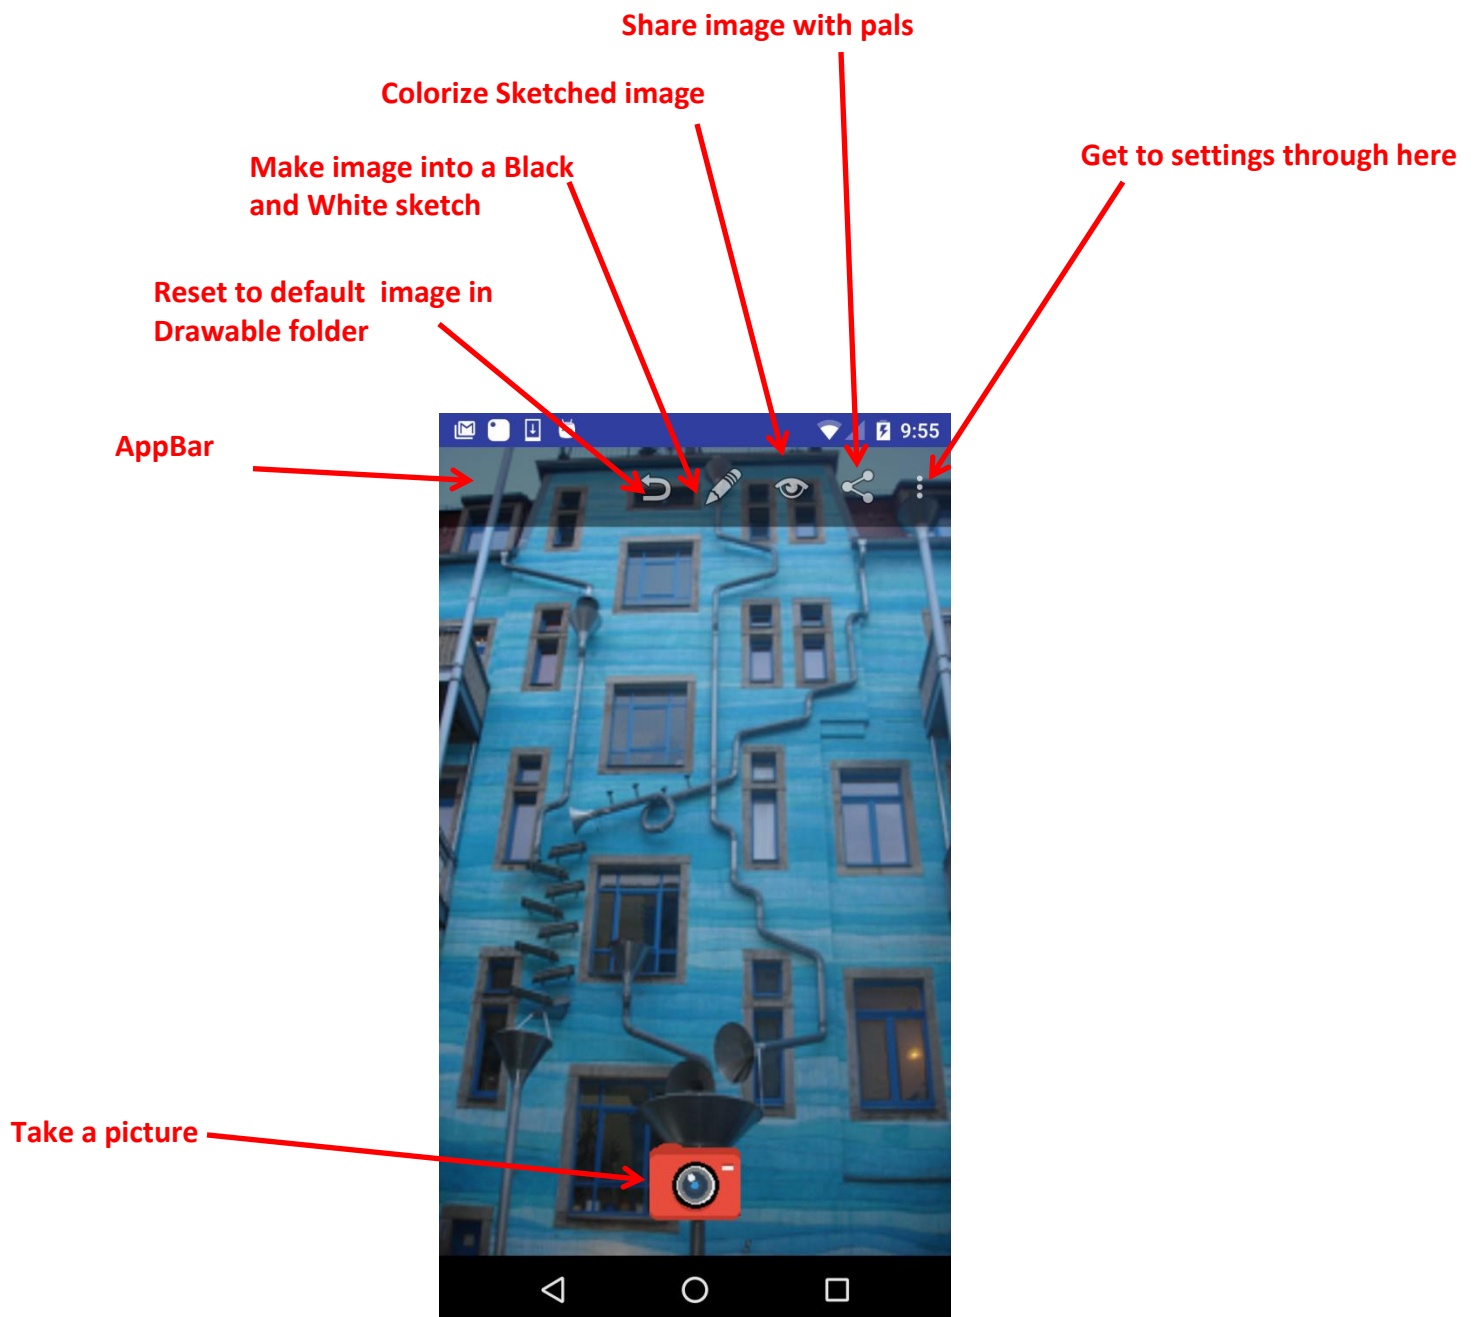 Share image with pals
Colorize Sketched image
Make image into a Black
and White sketch
Get to settings through here
Reset to default  image in
Drawable folder
AppBar
9:55
Take a picture